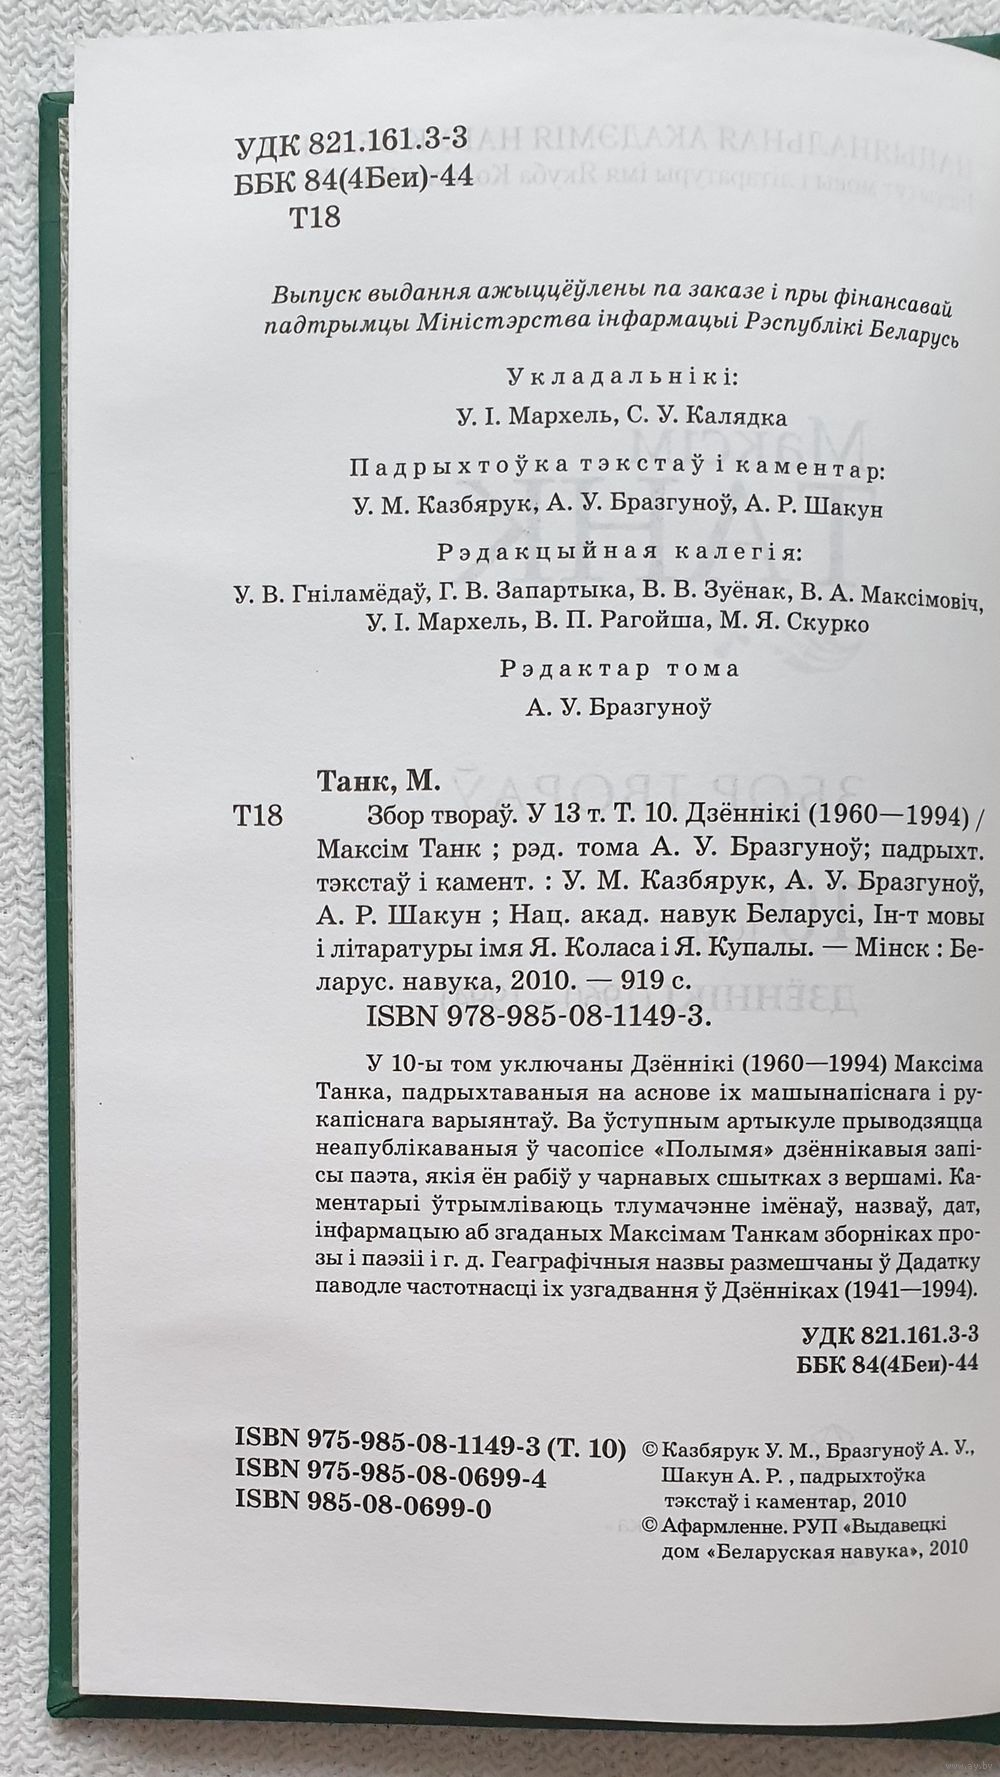 УДК 821.161.3-3
ББК 84(4Беи)-44
Т18
Выпуск выдання ажыццёўлены па заказе і пры фінансавай
падтрымцы Міністэрства інфармацыі Рэспублікі Беларусь
Укладальнікі:
У. І. Мархель, С. У. Калядка
Падрыхтоўка тэкстаў і каментар:
У. М. Казбярук, А. У. Бразгуноў, А. Р. Шакун
Рэдакцыйная калегія:
У. В. Гніламёдаў, Г. В. Запартыка, В. В. Зуёнак, В. А. Максімовіч,
У. І. Мархель, В. П. Рагойша, М. Я. Скурко
Рэдактар тома
А. У. Бразгуноў
Танк, М.
Т18 Збор твораў. У 13 т. Т. 10. Дзённікі (1960—1994) /
Максім Танк ; рэд. тома А. У. Бразгуноў; падрыхт.
тэкстаў і камент. : У. М. Казбярук, А. У. Бразгуноў,
А. Р. Шакун ; Нац. акад. навук Беларусі, Ін-т мовы
і літаратуры імя Я. Коласа і Я. Купалы. — Мінск : Бе-
ларус. навука, 2010. — 919 с.
ISBN 978-985-08-1149-3.
У 10-ы том уключаны Дзённікі (1960—1994) Максіма
Танка, падрыхтаваныя на аснове іх машынапіснага і ру-
капіснага варыянтаў. Ва ўступным артыкуле прыводзяцца
неапублікаваныя ў часопісе «Полымя» дзённікавыя запі-
сы паэта, якія ён рабіў у чарнавых сшытках з вершамі. Ка-
ментарыі ўтрымліваюць тлумачэнне імёнаў, назваў, дат,
інфармацыю аб згаданых Максімам Танкам зборніках про-
зы і паэзіі і г. д. Геаграфічныя назвы размешчаны ў Дадатку
паводле частотнасці іх узгадвання ў Дзённіках (1941—1994).
УДК 821.161.3-3
ББК 84(4Беи)-44
ISBN 975-985-08-1149-3 (Т. 10)
ISBN 975-985-08-0699-4
ISBN 985-08-0699-0
© Казбярук У. М., Бразгуноў А. У.,
Шакун А. Р. , падрыхтоўка
тэкстаў і каментар, 2010
© Афармленне. РУП «Выдавецкі
дом «Беларуская навука», 2010
www.ay.by